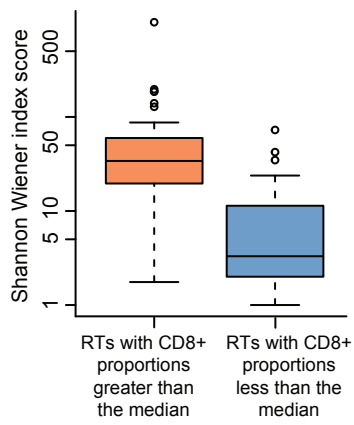 Shannon Wiener index score
500
50
10
5
1
RTs with CD8+
proportions
greater than
the median
RTs with CD8+
proportions
less than the
median